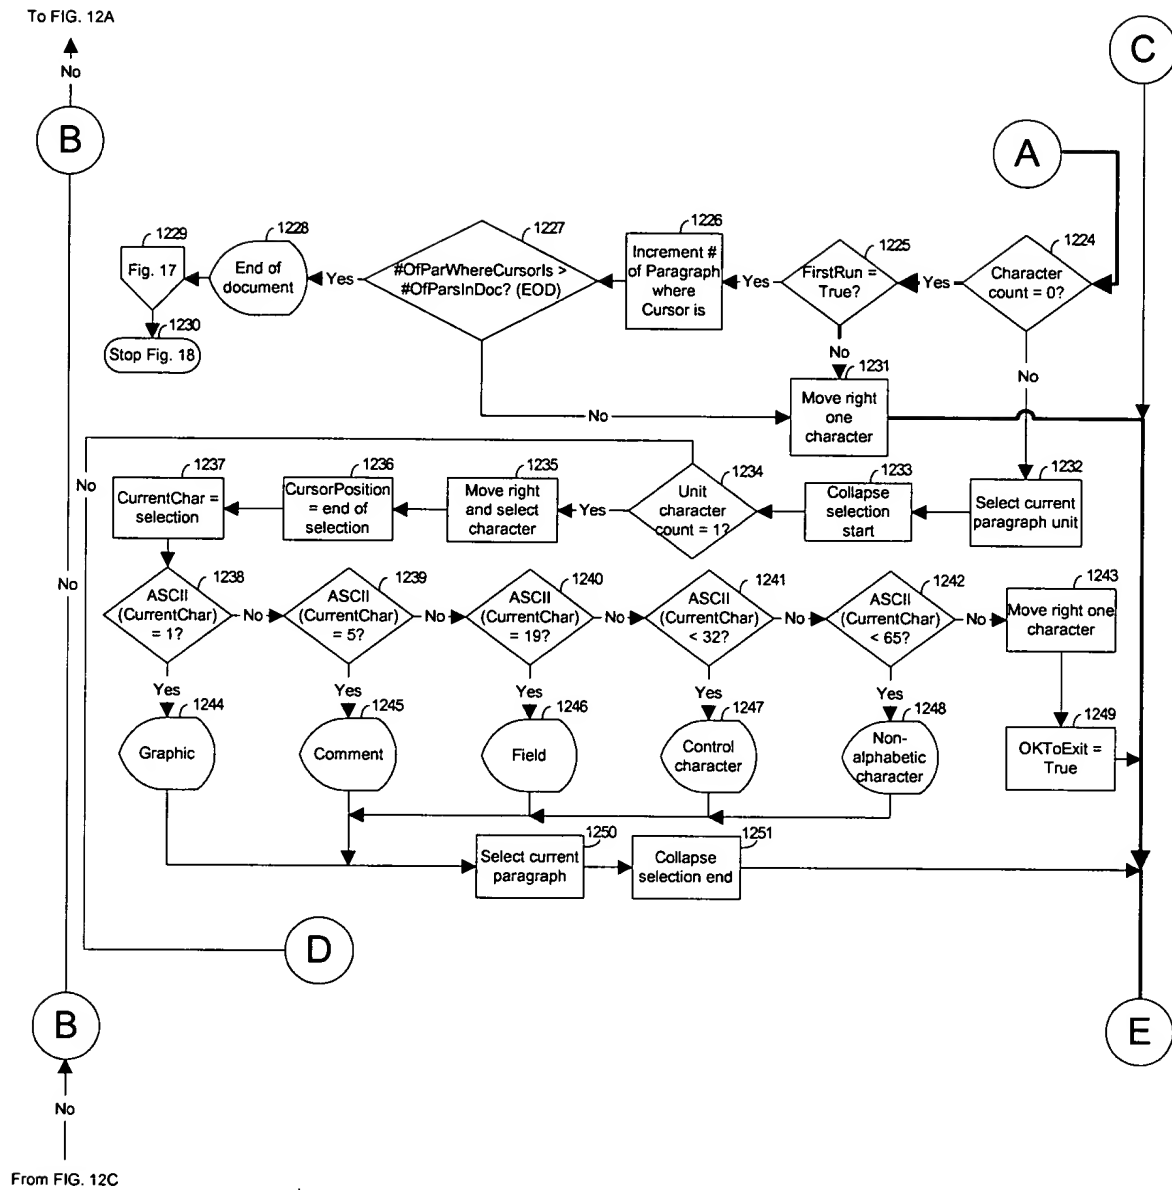 To FIG. 12A
No
B
C
A
1229
Fig. 17
1230
Stop Fig. 18
1228
End of
document
Yes
1227
#OfParWhereCursorIs >
#OfParsInDoc? (EOD)
1226
Increment #
of Paragraph
where
Cursor is
Yes
1225
FirstRun =
True?
Yes
1224
Character
count = 0?
No
No
No
1231
Move right
one
character
No
No
1237
CurrentChar =
selection
1236
CursorPosition
= end of
selection
1235
Move right
and select
character
Yes
1234
Unit
character
count = 1?
1233
Collapse
selection
start
1232
Select current
paragraph unit
1238
ASCII
(CurrentChar)
= 1?
No
1239
ASCII
(CurrentChar)
= 5?
No
1240
ASCII
(CurrentChar)
= 19?
No
1241
ASCII
(CurrentChar)
< 32?
No
1242
ASCII
(CurrentChar)
< 65?
No
1243
Move right one
character
Yes
Yes
Yes
Yes
Yes
1244
Graphic
1245
Comment
1246
Field
1247
Control
character
1248
Non-
alphabetic
character
1249
OKToExit =
True
1250
Select current
paragraph
1251
Collapse
selection end
D
B
E
No
From FIG. 12C